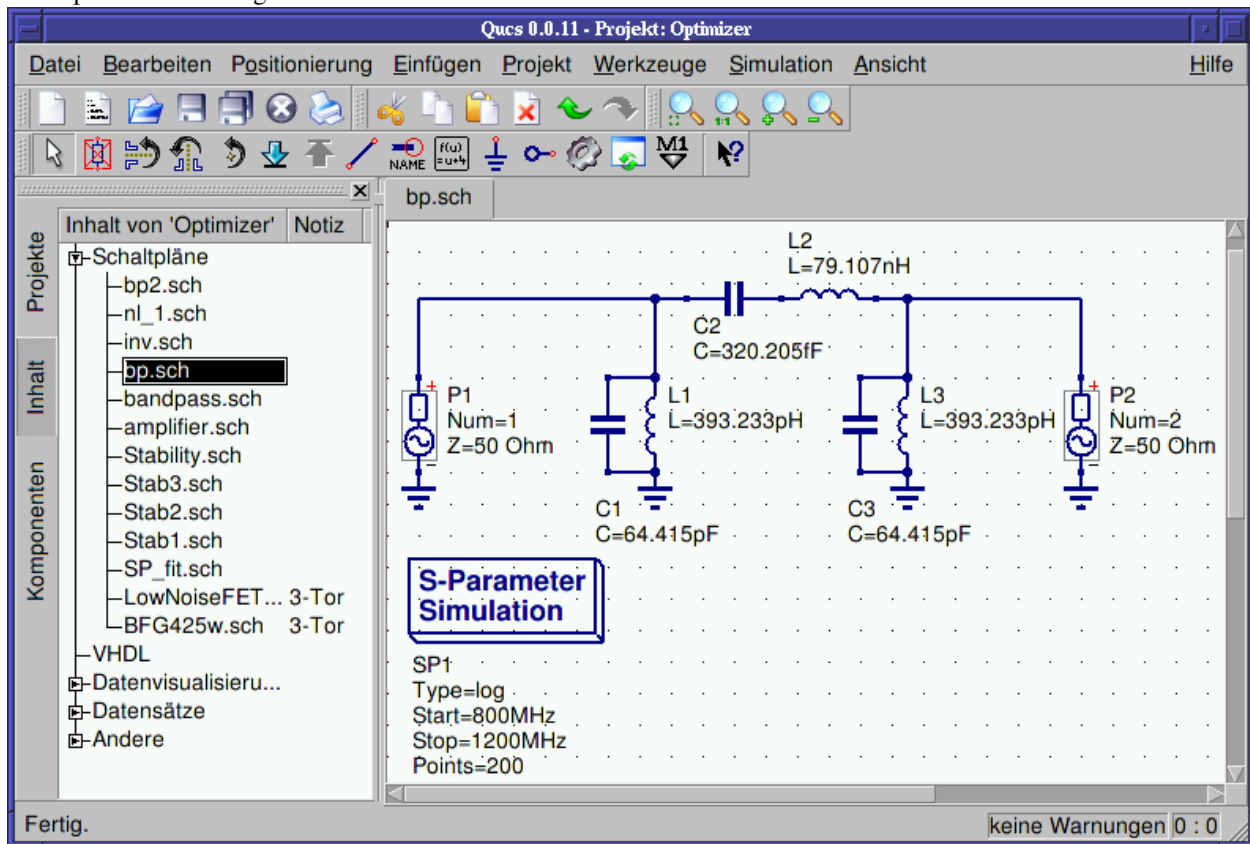 Qucs 0.0.11 - Projekt: Optimizer
Datei Bearbeiten Positionierung Einfügen Projekt Werkzeuge Simulation Ansicht Hilfe
1:1
NAME f(u) =u+4 M1 ?
Projekte
Inhalt
Komponenten
Inhalt von 'Optimizer' Notiz
Schaltpläne
bp2.sch
nl_1.sch
inv.sch
bp.sch
bandpass.sch
amplifier.sch
Stability.sch
Stab3.sch
Stab2.sch
Stab1.sch
SP_fit.sch
LowNoiseFET... 3-Tor
BFG425w.sch 3-Tor
VHDL
Datenvisualisieru...
Datensätze
Andere
bp.sch
L2
L=79.107nH
C2
C=320.205fF
P1
Num=1
Z=50 Ohm
L1
L=393.233pH
L3
L=393.233pH
P2
Num=2
Z=50 Ohm
C1
C=64.415pF
C3
C=64.415pF
S-Parameter
Simulation
SP1
Type=log
Start=800MHz
Stop=1200MHz
Points=200
Fertig.
keine Warnungen 0 : 0